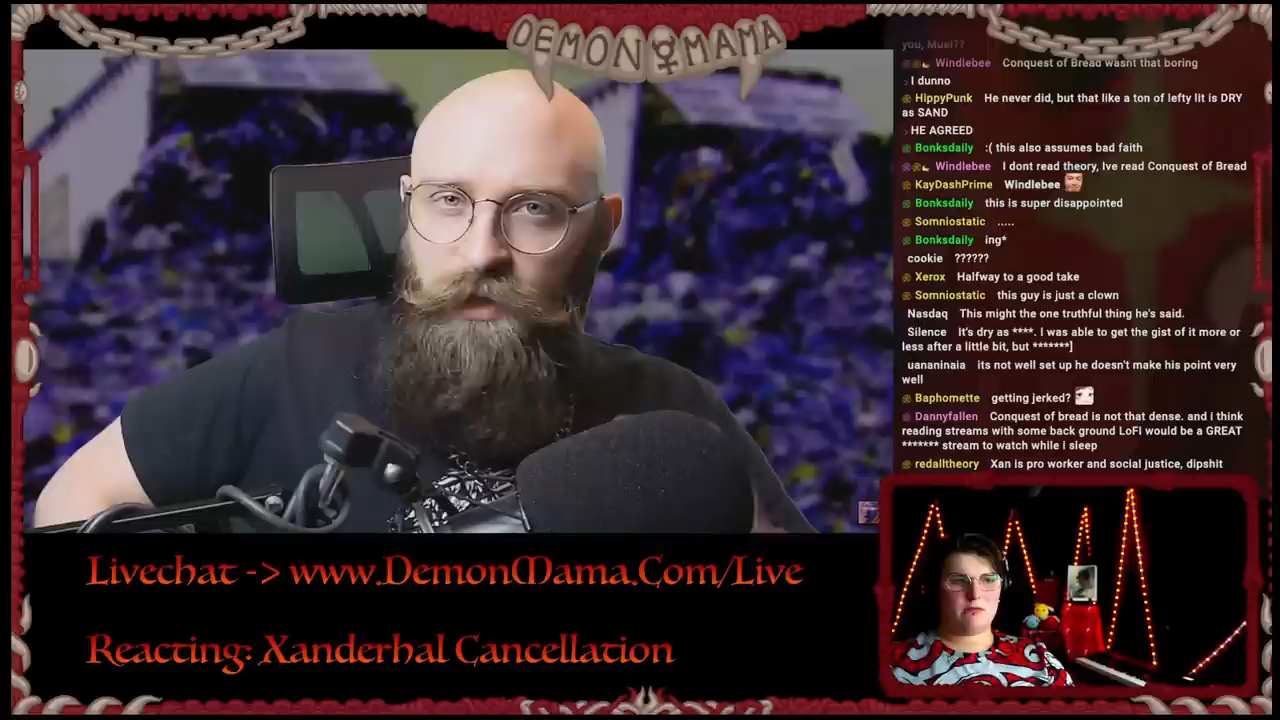 DEMON MAMA
you, Muel??
Windlebee Conquest of Bread wasnt that boring
I dunno
HippyPunk He never did, but that like a ton of lefty lit is DRY
as SAND
HE AGREED
Bonksdaily :( this also assumes bad faith
Windlebee I dont read theory, Ive read Conquest of Bread
KayDashPrime Windlebee
Bonksdaily this is super disappointed
Somniostatic .....
Bonksdaily ing*
cookie ??????
Xerox Halfway to a good take
Somniostatic this guy is just a clown
Nasdaq This might the one truthful thing he's said.
Silence it's dry as ****. I was able to get the gist of it more or
less after a little bit, but *******]
uananinaia its not well set up he doesn't make his point very
well
Baphomette getting jerked?
Dannyfallen Conquest of bread is not that dense. and i think
reading streams with some back ground LoFI would be a GREAT
******* stream to watch while i sleep
redalltheory Xan is pro worker and social justice, dipshit
Livechat -> www.DemonMama.Com/Live
Reacting: Xanderhal Cancellation